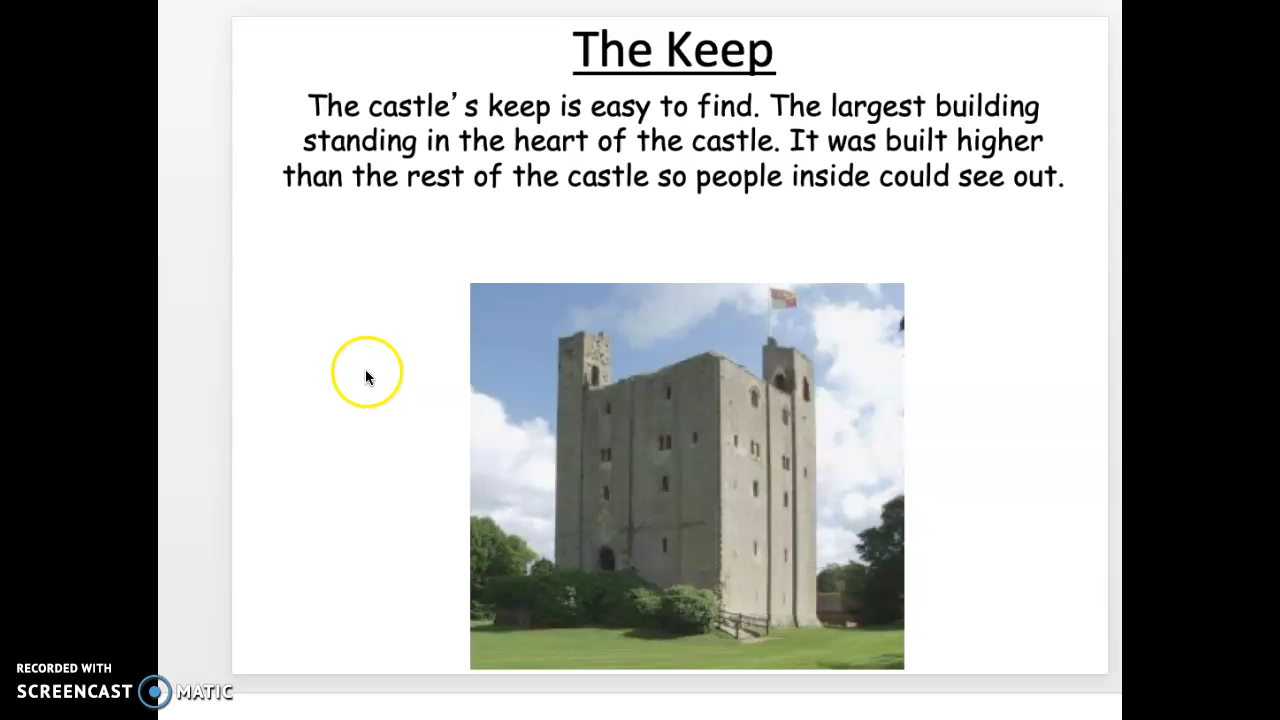 The Keep
The castle's keep is easy to find. The largest building
standing in the heart of the castle. It was built higher
than the rest of the castle so people inside could see out.
RECORDED WITH
SCREENCAST MATIC